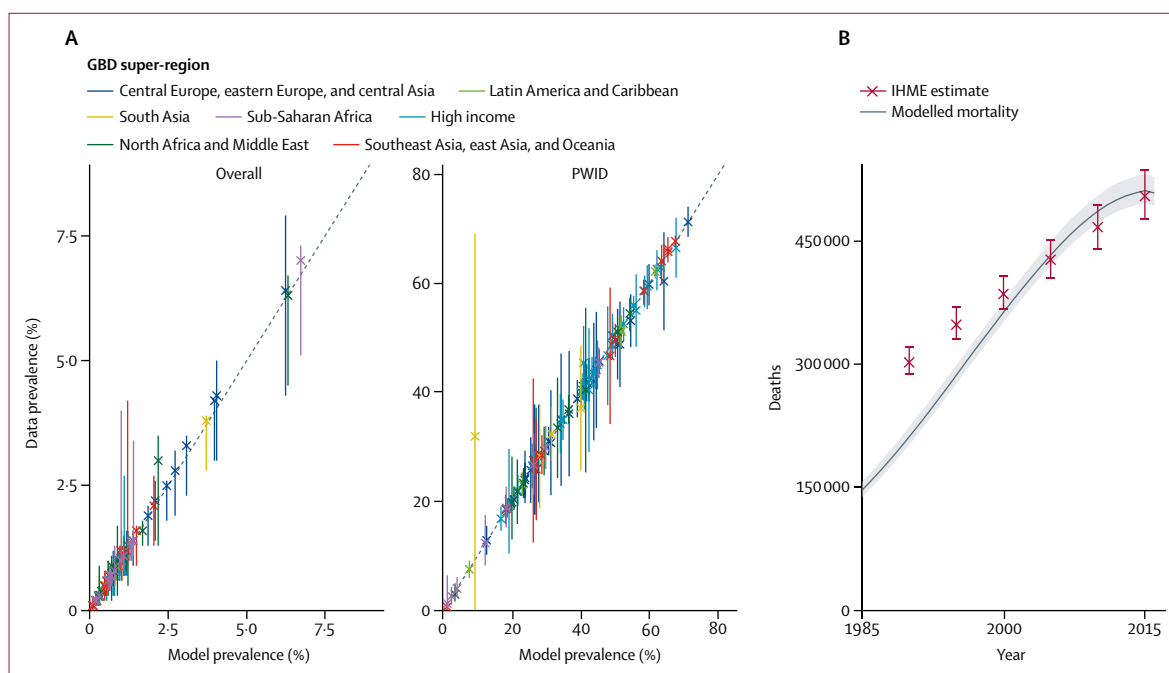 A
GBD super-region
Central Europe, eastern Europe, and central Asia
Latin America and Caribbean
South Asia
Sub-Saharan Africa
High income
North Africa and Middle East
Southeast Asia, east Asia, and Oceania
Overall
Data prevalence (%)
7·5
5·0
2·5
0
0
2·5
5·0
7·5
Model prevalence (%)
PWID
80
60
40
20
0
0
20
40
60
80
Model prevalence (%)
B
IHME estimate
Modelled mortality
Deaths
450 000
300 000
150 000
0
1985
2000
2015
Year